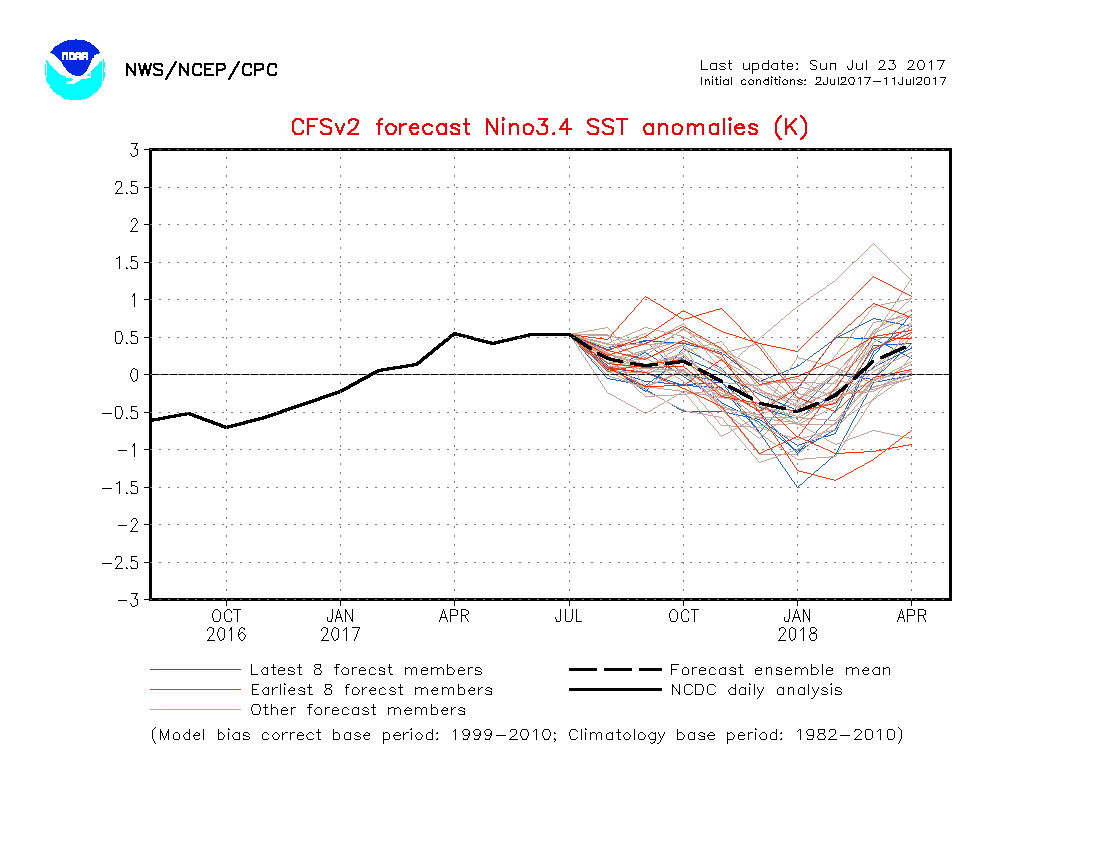 NOAA
NWS/NCEP/CPC
Last update: Sun Jul 23 2017
Initial conditions: 2Jul2017−11Jul2017
CFSv2 forecast Nino3.4 SST anomalies (K)
3
2.5
2
1.5
1
0.5
0
−0.5
−1
−1.5
−2
−2.5
−3
OCT JAN APR JUL OCT JAN APR
2016 2017 2018
Latest 8 forecst members
Earliest 8 forecst members
Other forecast members
Forecast ensemble mean
NCDC daily analysis
(Model bias correct base period: 1999−2010; Climatology base period: 1982−2010)